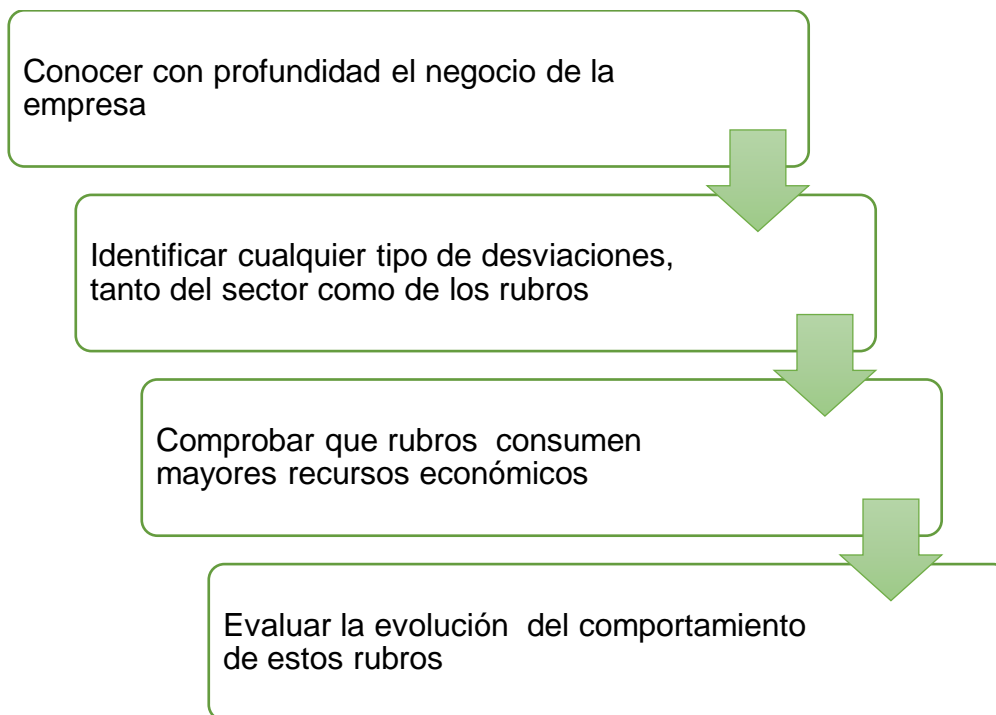 Conocer con profundidad el negocio de la
empresa
Identificar cualquier tipo de desviaciones,
tanto del sector como de los rubros
Comprobar que rubros  consumen
mayores recursos económicos
Evaluar la evolución  del comportamiento
de estos rubros